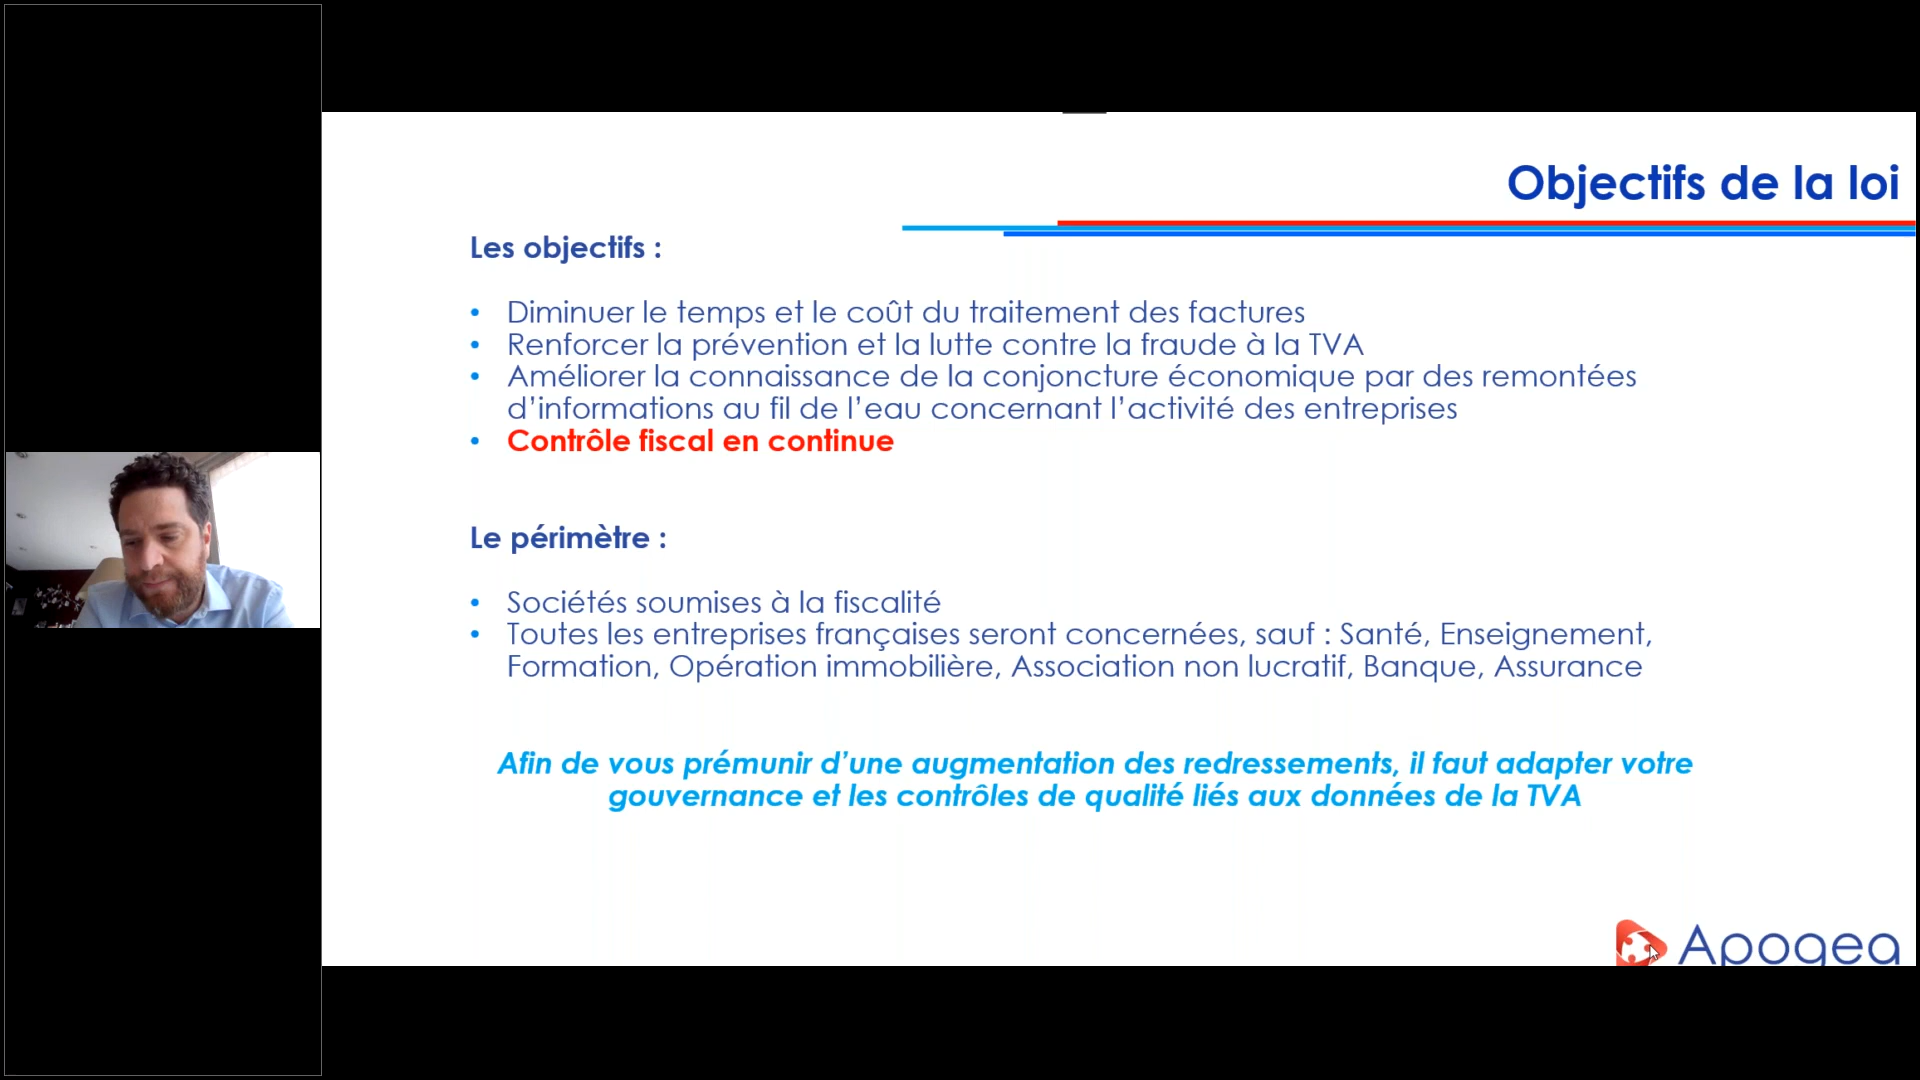 Objectifs de la loi
Les objectifs :
• Diminuer le temps et le coût du traitement des factures
• Renforcer la prévention et la lutte contre la fraude à la TVA
• Améliorer la connaissance de la conjoncture économique par des remontées
d’informations au fil de l’eau concernant l’activité des entreprises
• Contrôle fiscal en continue
Le périmètre :
• Sociétés soumises à la fiscalité
• Toutes les entreprises françaises seront concernées, sauf : Santé, Enseignement,
Formation, Opération immobilière, Association non lucratif, Banque, Assurance
Afin de vous prémunir d’une augmentation des redressements, il faut adapter votre
gouvernance et les contrôles de qualité liés aux données de la TVA
Apogea